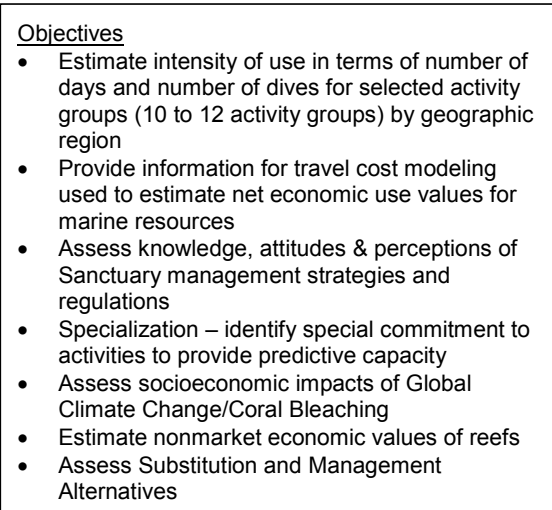 Objectives
• Estimate intensity of use in terms of number of
days and number of dives for selected activity
groups (10 to 12 activity groups) by geographic
region
• Provide information for travel cost modeling
used to estimate net economic use values for
marine resources
• Assess knowledge, attitudes & perceptions of
Sanctuary management strategies and
regulations
• Specialization – identify special commitment to
activities to provide predictive capacity
• Assess socioeconomic impacts of Global
Climate Change/Coral Bleaching
• Estimate nonmarket economic values of reefs
• Assess Substitution and Management
Alternatives